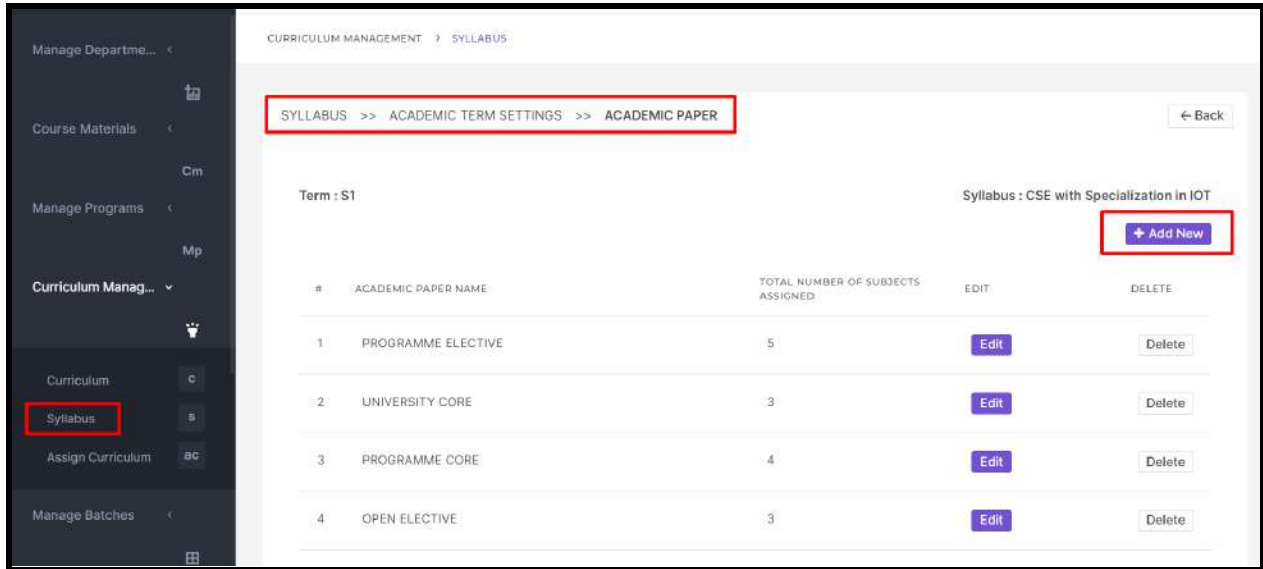 Manage Departme... <
Course Materials <
Cm
Manage Programs <
Mp
Curriculum Manag...
Curriculum C
Syllabus S
Assign Curriculum ac
Manage Batches <
CURRICULUM MANAGEMENT > SYLLABUS
SYLLABUS >> ACADEMIC TERM SETTINGS >> ACADEMIC PAPER
← Back
Term : S1
Syllabus : CSE with Specialization in IOT
+ Add New
# ACADEMIC PAPER NAME TOTAL NUMBER OF SUBJECTS ASSIGNED EDIT DELETE
1 PROGRAMME ELECTIVE 5 Edit Delete
2 UNIVERSITY CORE 3 Edit Delete
3 PROGRAMME CORE 4 Edit Delete
4 OPEN ELECTIVE 3 Edit Delete